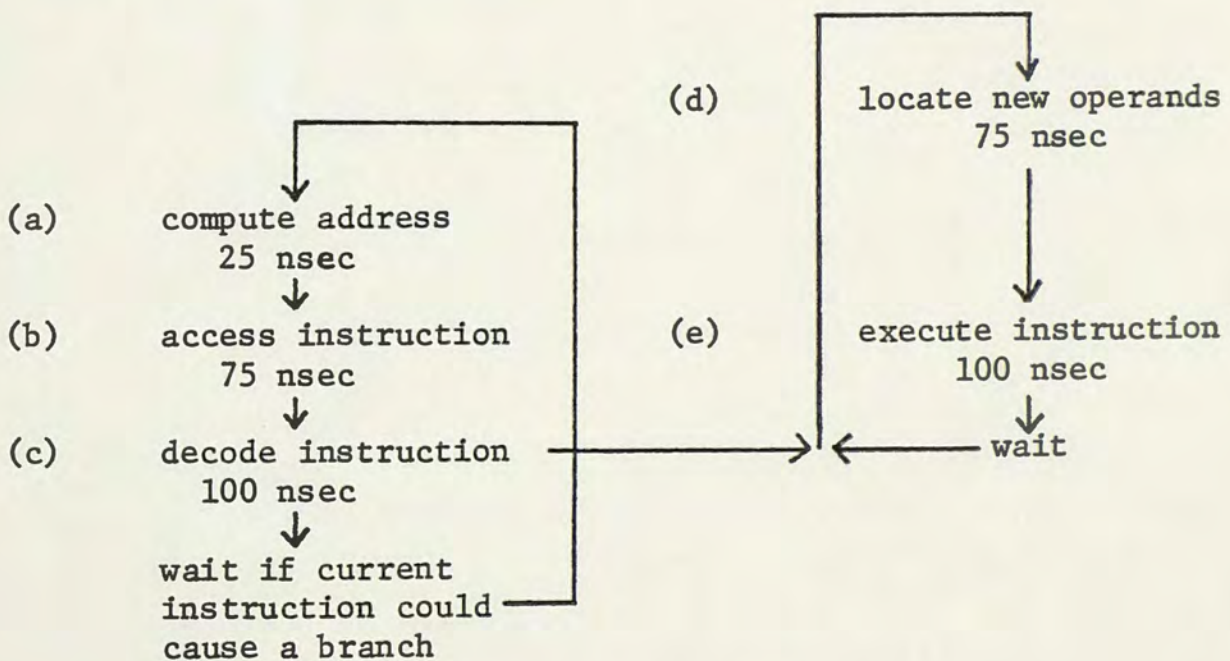 (a) compute address
25 nsec
(b) access instruction
75 nsec
(c) decode instruction
100 nsec
wait if current
instruction could
cause a branch
(d) locate new operands
75 nsec
(e) execute instruction
100 nsec
wait